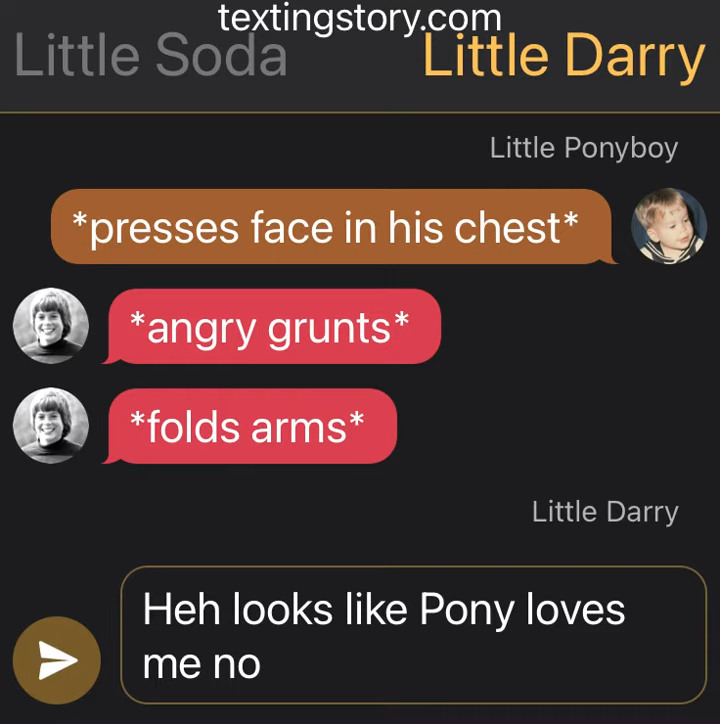 textingstory.com
Little Soda
Little Darry
Little Ponyboy
*presses face in his chest*
*angry grunts*
*folds arms*
Little Darry
Heh looks like Pony loves
me no